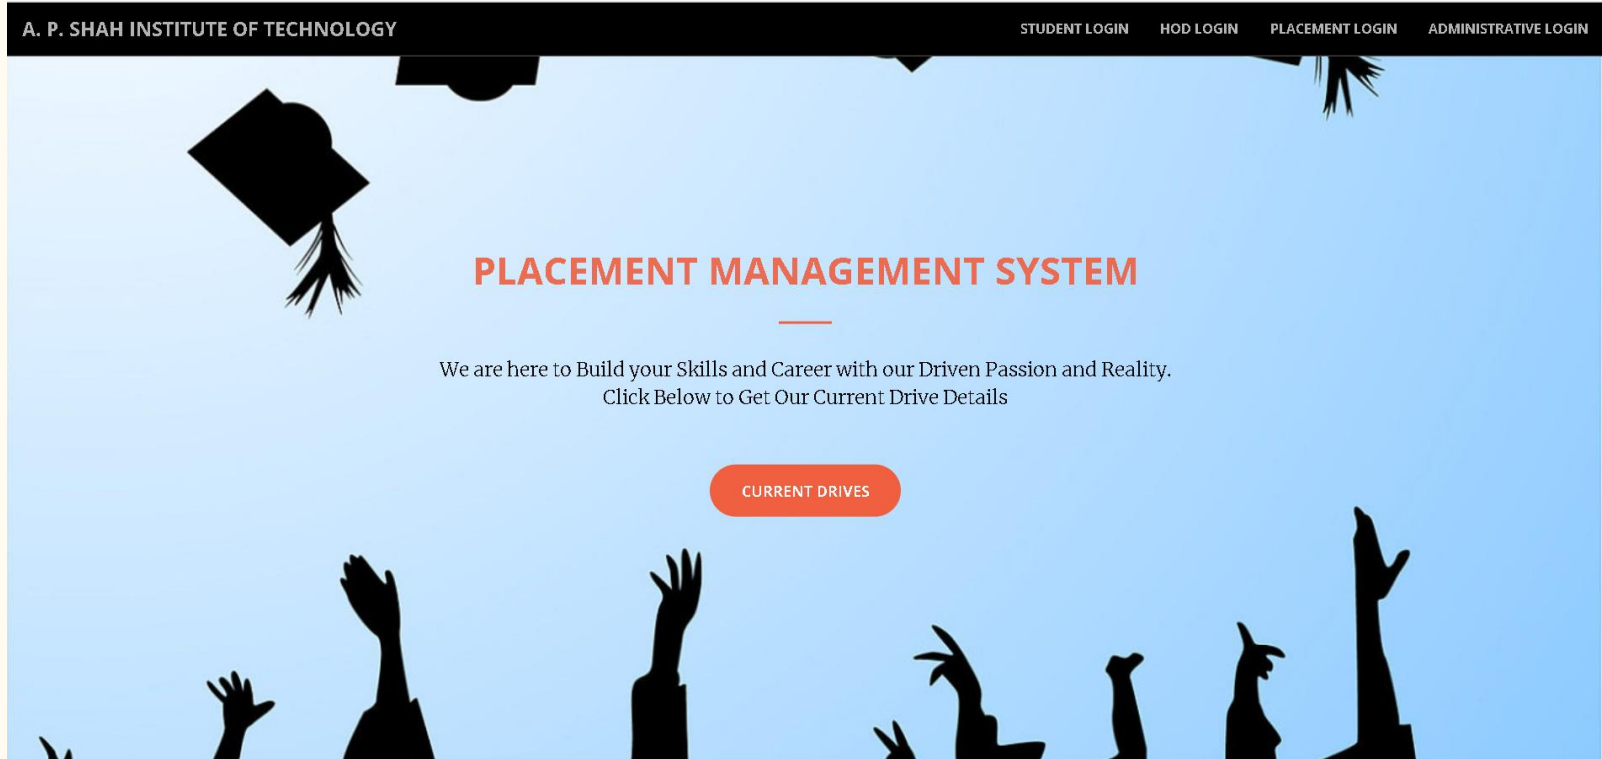 A. P. SHAH INSTITUTE OF TECHNOLOGY
STUDENT LOGIN
HOD LOGIN
PLACEMENT LOGIN
ADMINISTRATIVE LOGIN
PLACEMENT MANAGEMENT SYSTEM
We are here to Build your Skills and Career with our Driven Passion and Reality.
Click Below to Get Our Current Drive Details
CURRENT DRIVES